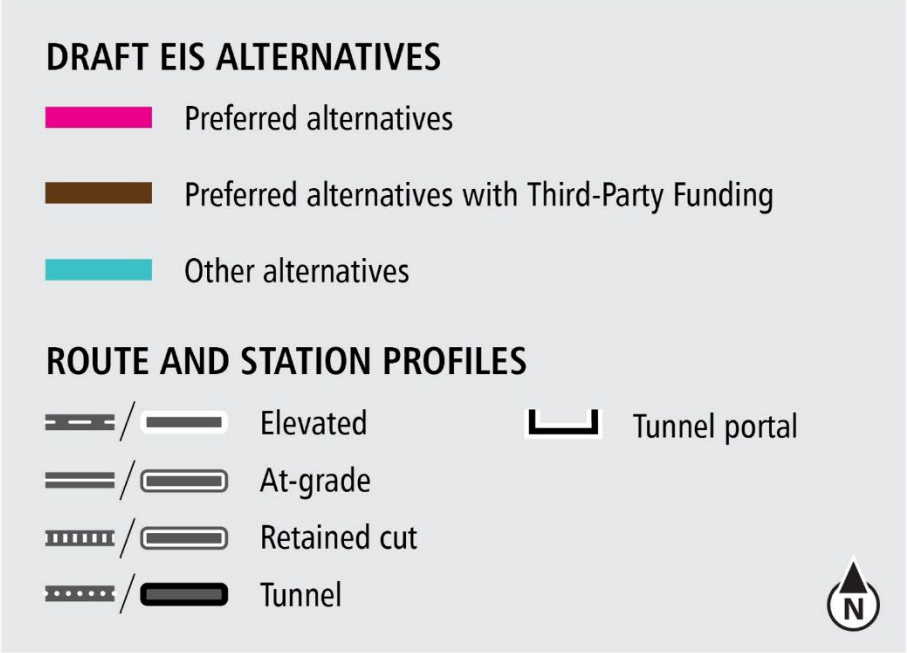 DRAFT EIS ALTERNATIVES
Preferred alternatives
Preferred alternatives with Third-Party Funding
Other alternatives
ROUTE AND STATION PROFILES
Elevated
Tunnel portal
At-grade
Retained cut
Tunnel
N